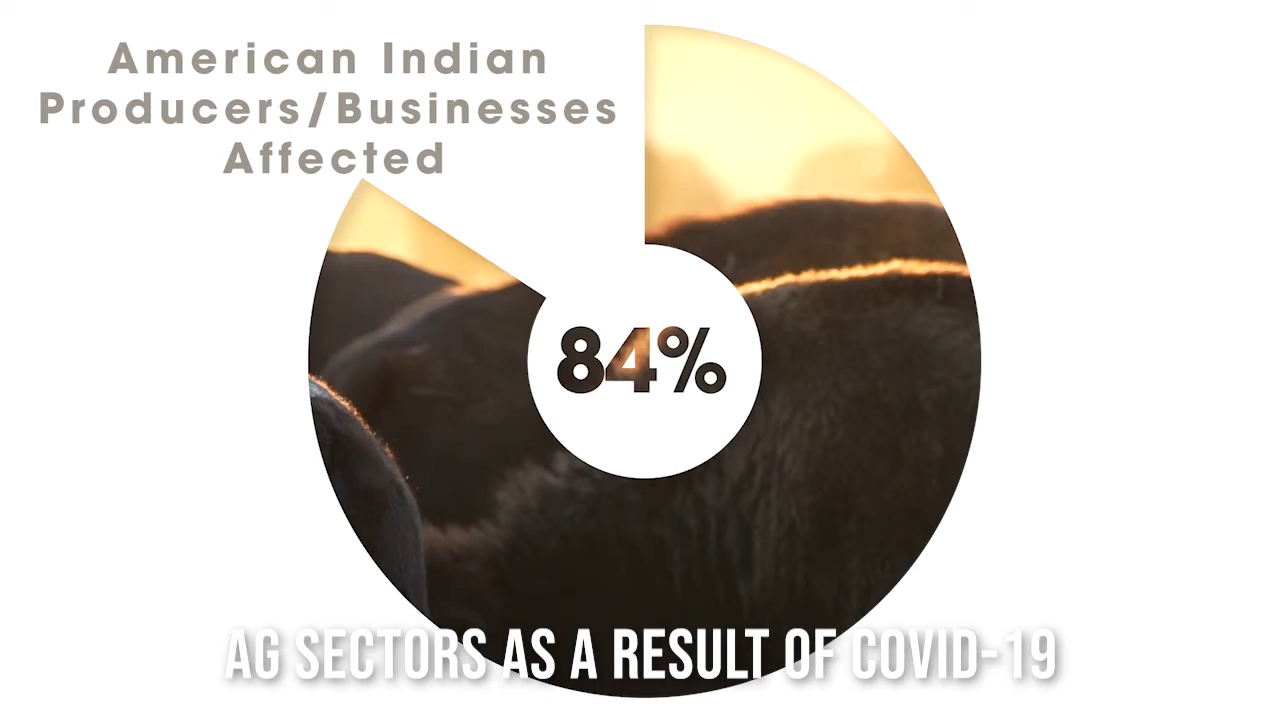 American Indian
Producers/Businesses
Affected
84%
AG SECTORS AS A RESULT OF COVID-19